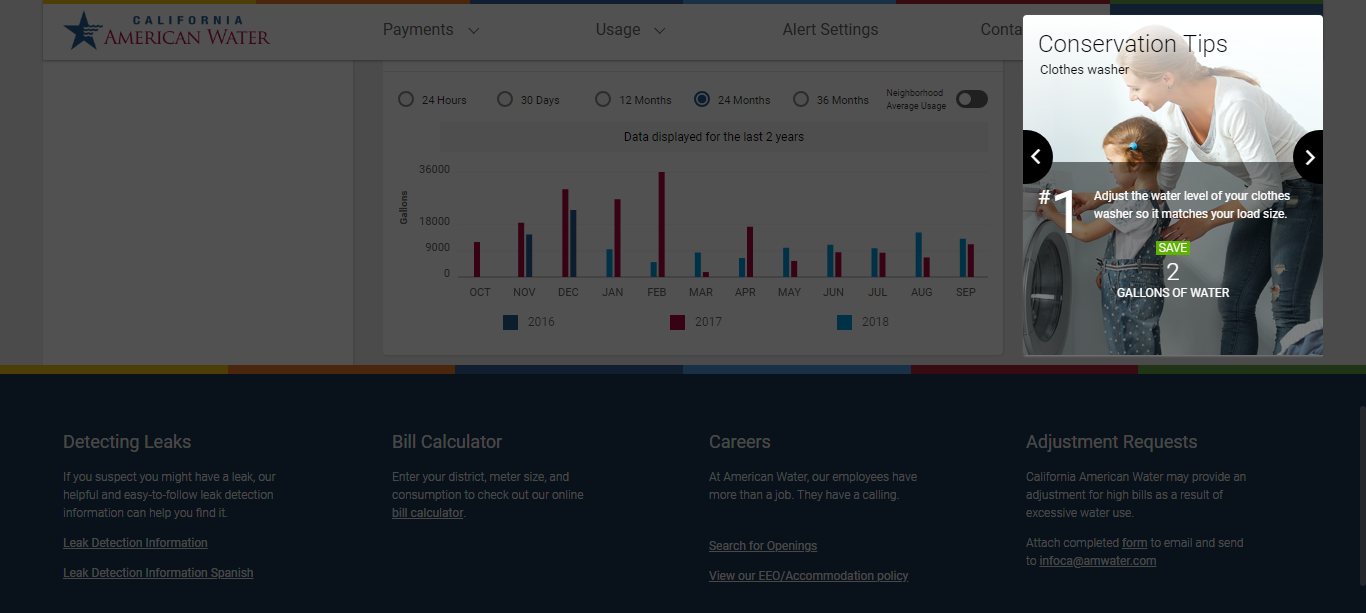 CALIFORNIA
AMERICAN WATER
Payments
Usage
Alert Settings
Conta
Conservation Tips
Clothes washer
24 Hours
30 Days
12 Months
24 Months
36 Months
Neighborhood
Average Usage
Data displayed for the last 2 years
Gallons
36000
18000
9000
0
OCT NOV DEC JAN FEB MAR APR MAY JUN JUL AUG SEP
2016 2017 2018
#1
Adjust the water level of your clothes
washer so it matches your load size.
SAVE
2
GALLONS OF WATER
Detecting Leaks
If you suspect you might have a leak, our
helpful and easy-to-follow leak detection
information can help you find it.
Leak Detection Information
Leak Detection Information Spanish
Bill Calculator
Enter your district, meter size, and
consumption to check out our online
bill calculator.
Careers
At American Water, our employees have
more than a job. They have a calling.
Search for Openings
View our EEO/Accommodation policy
Adjustment Requests
California American Water may provide an
adjustment for high bills as a result of
excessive water use.
Attach completed form to email and send
to infoca@amwater.com